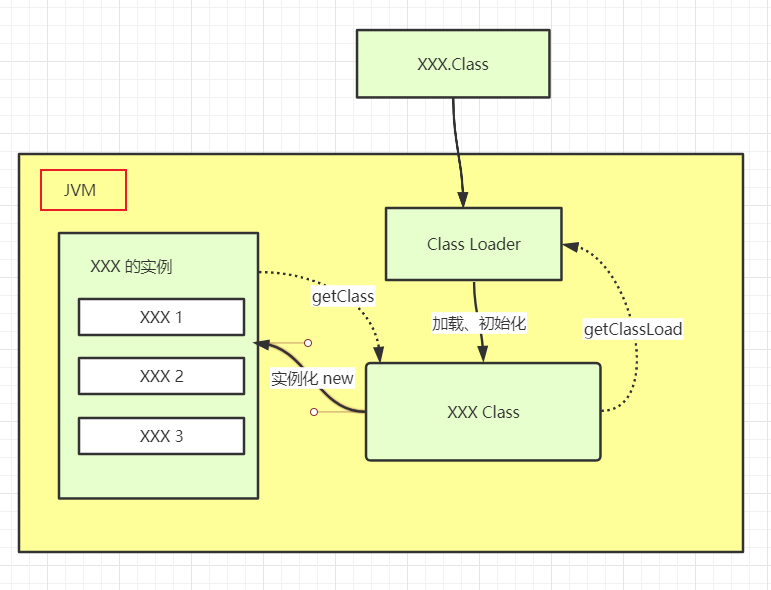 XXX.Class
JVM
Class Loader
XXX 的实例
getClass
XXX 1
加载、初始化
getClassLoad
XXX 2
实例化 new
XXX Class
XXX 3